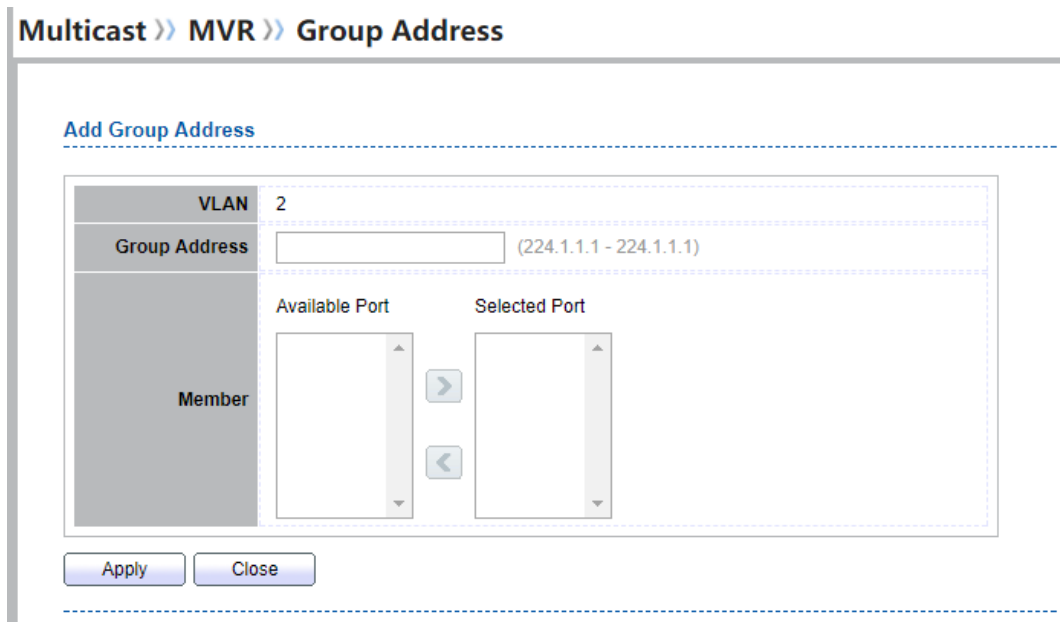 Multicast 》 MVR 》 Group Address
Add Group Address
VLAN 2
Group Address (224.1.1.1 - 224.1.1.1)
Available Port Selected Port
Member
Apply Close